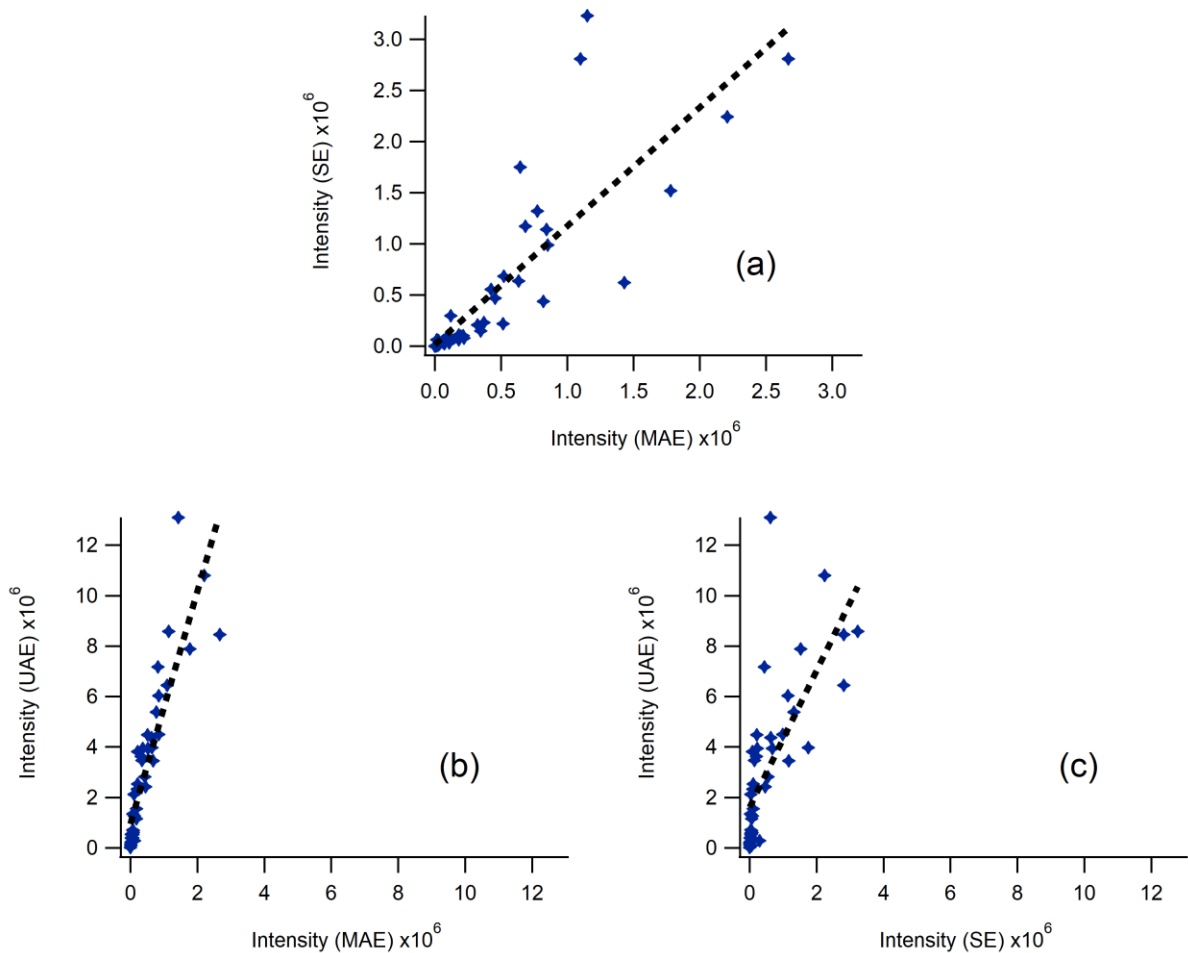 3.0
2.5
2.0
1.5
1.0
0.5
0.0
Intensity (SE) x10^6
(a)
0.0 0.5 1.0 1.5 2.0 2.5 3.0
Intensity (MAE) x10^6
12
10
8
6
4
2
0
Intensity (UAE) x10^6
(b)
0 2 4 6 8 10 12
Intensity (MAE) x10^6
12
10
8
6
4
2
0
Intensity (UAE) x10^6
(c)
0 2 4 6 8 10 12
Intensity (SE) x10^6